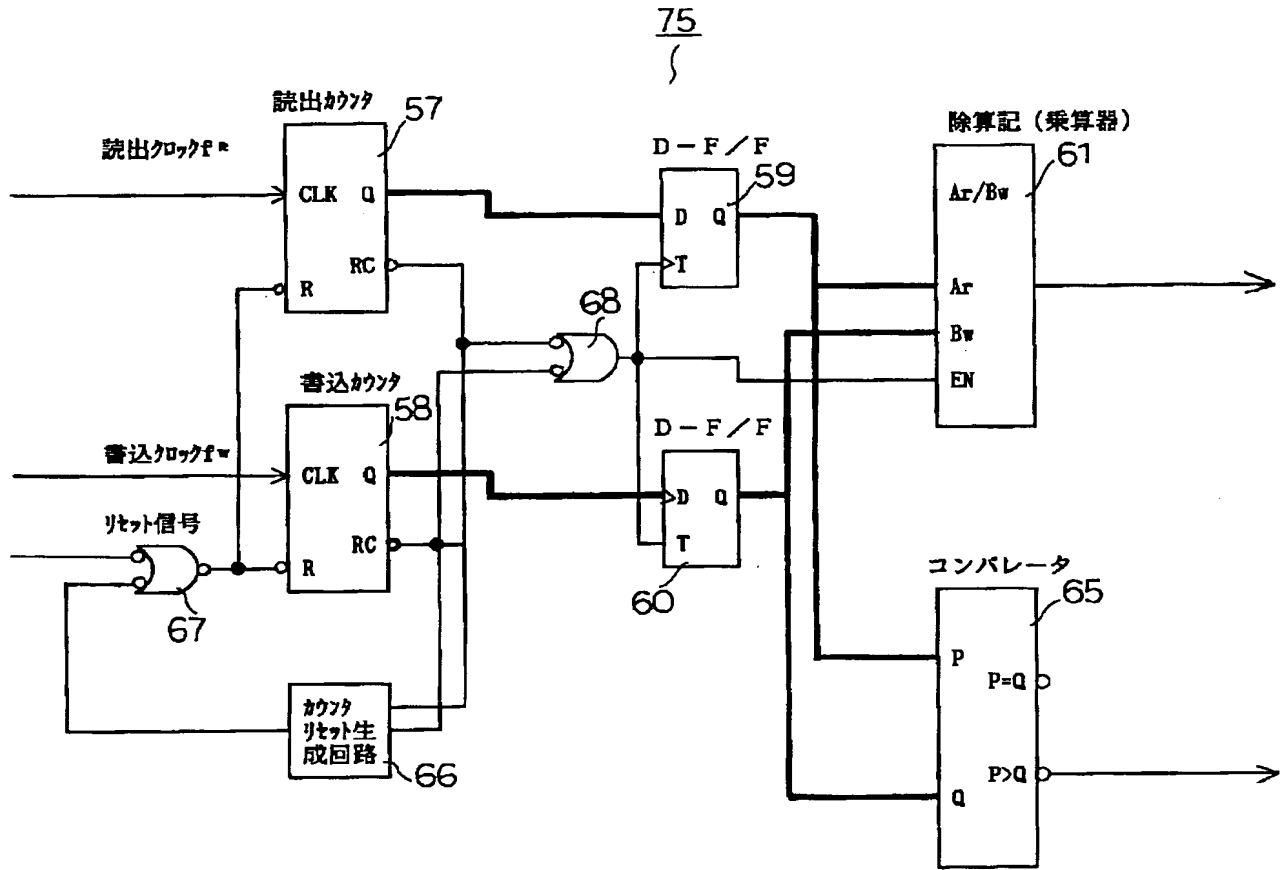 75
読出カウンタ
57
読出クロックfR
CLK Q
RC
R
D-F/F
59
D Q
T
除算記（乗算器）
61
Ar/Bw
Ar
Bw
EN
68
書込カウンタ
58
書込クロックfw
CLK Q
RC
R
リセット信号
67
D-F/F
D Q
T
60
カウンタ
リセット生
成回路
66
コンパレータ
65
P
P=Q
P>Q
Q